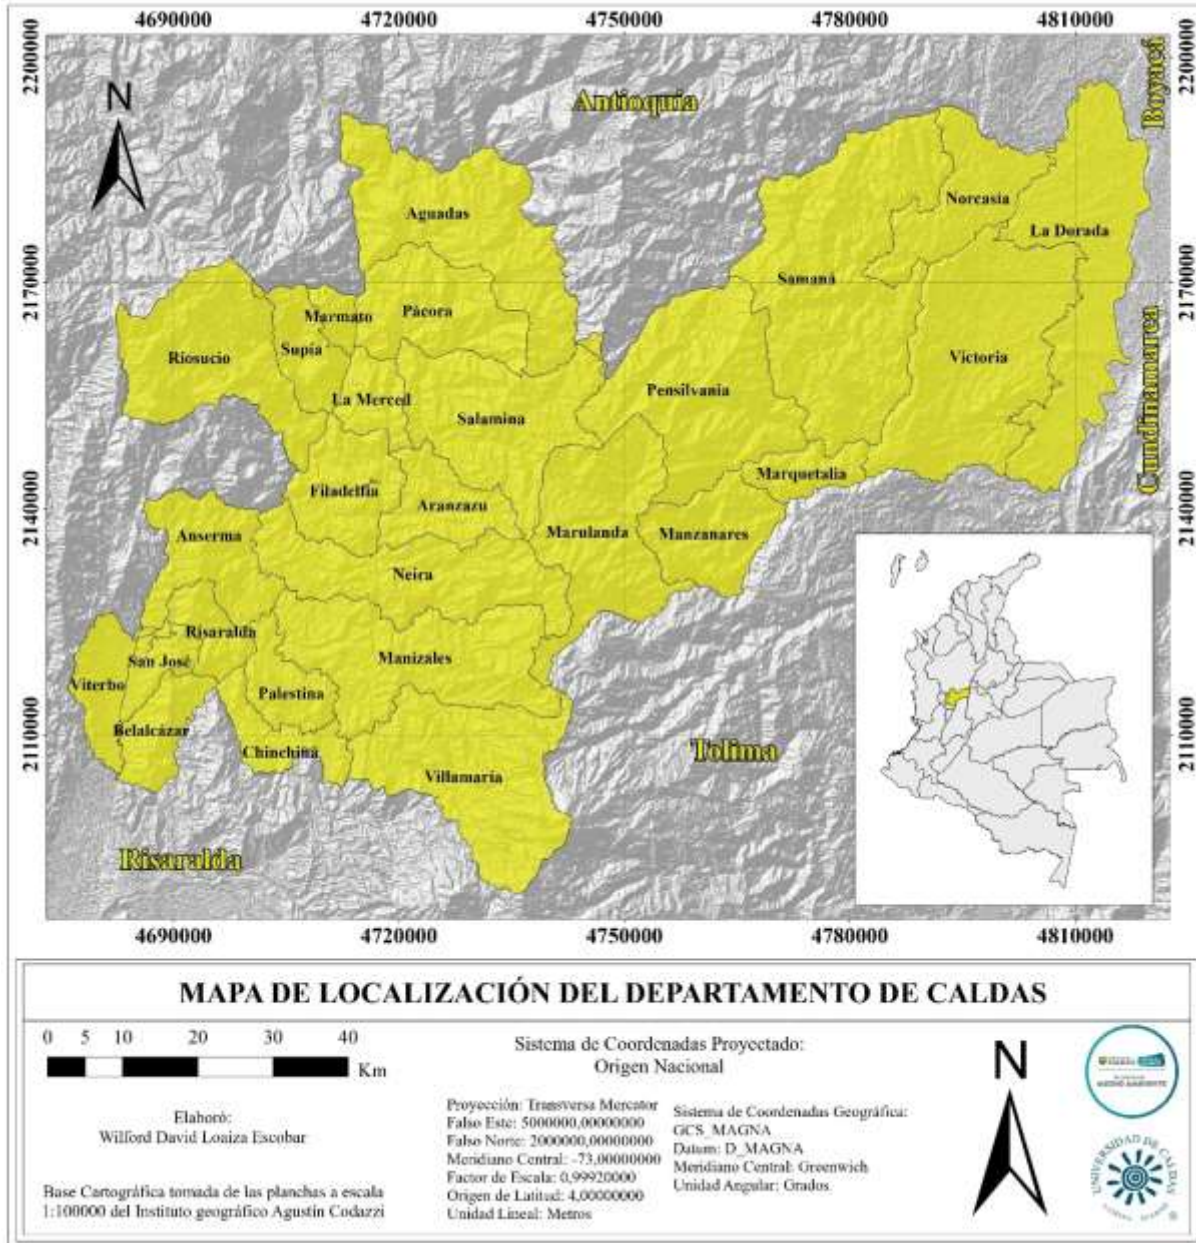 4690000 4720000 4750000 4780000 4810000
2200000 2200000
N
Antioquia
Boyacá
Aguadas
Norcasia
La Dorada
Samaná
2170000 2170000
Marmato
Pácora
Supía
Riosucio
Victoria
Cundinamarca
La Merced
Pensilvania
Salamina
Marquetalia
Filadelfia
Aranzazu
2140000 2140000
Anserma
Marulanda
Manzanares
Neira
Risaralda
Manizales
San José
Viterbo
Palestina
Belalcázar
2110000 2110000
Chinchiná
Villamaría
Tolima
Risaralda
4690000 4720000 4750000 4780000 4810000
MAPA DE LOCALIZACIÓN DEL DEPARTAMENTO DE CALDAS
0 5 10 20 30 40
Km
Elaboró:
Wilford David Loaiza Escobar
Base Cartográfica tomada de las planchas a escala
1:100000 del Instituto geográfico Agustín Codazzi
Sistema de Coordenadas Proyectado:
Origen Nacional
Proyección: Transversa Mercator
Falso Este: 5000000,00000000
Falso Norte: 2000000,00000000
Meridiano Central: -73,00000000
Factor de Escala: 0,99920000
Origen de Latitud: 4,00000000
Unidad Lineal: Metros
Sistema de Coordenadas Geográfica:
GCS_MAGNA
Datum: D_MAGNA
Meridiano Central: Greenwich
Unidad Angular: Grados
N
MEDIO AMBIENTE
UNIVERSIDAD DE CALDAS